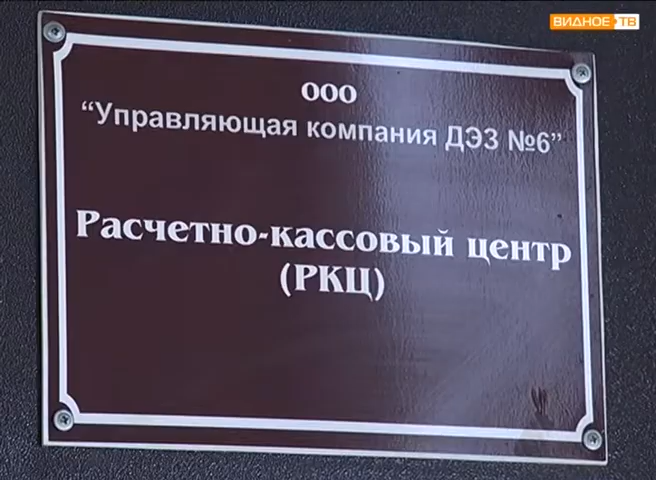 ВИДНОЕ ТВ
ООО
“Управляющая компания ДЭЗ №6”
Расчетно-кассовый центр
(РКЦ)